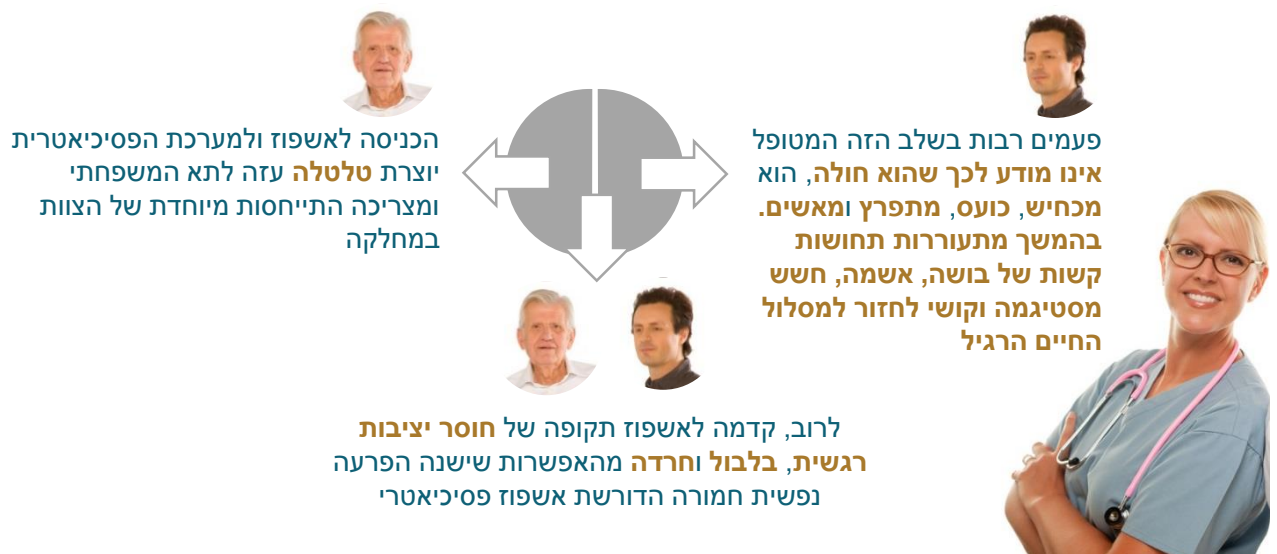 פעמים רבות בשלב הזה המטופל
אינו מודע לכך שהוא חולה, הוא
מכחיש, כועס, מתפרץ ומאשים.
בהמשך מתעוררות תחושות
קשות של בושה, אשמה, חשש
מסטיגמה וקושי לחזור למסלול
החיים הרגיל
הכניסה לאשפוז ולמערכת הפסיכיאטרית
יוצרת טלטלה עזה לתא המשפחתי
ומצריכה התייחסות מיוחדת של הצוות
במחלקה
לרוב, קדמה לאשפוז תקופה של חוסר יציבות
רגשית, בלבול וחרדה מהאפשרות שישנה הפרעה
נפשית חמורה הדורשת אשפוז פסיכיאטרי